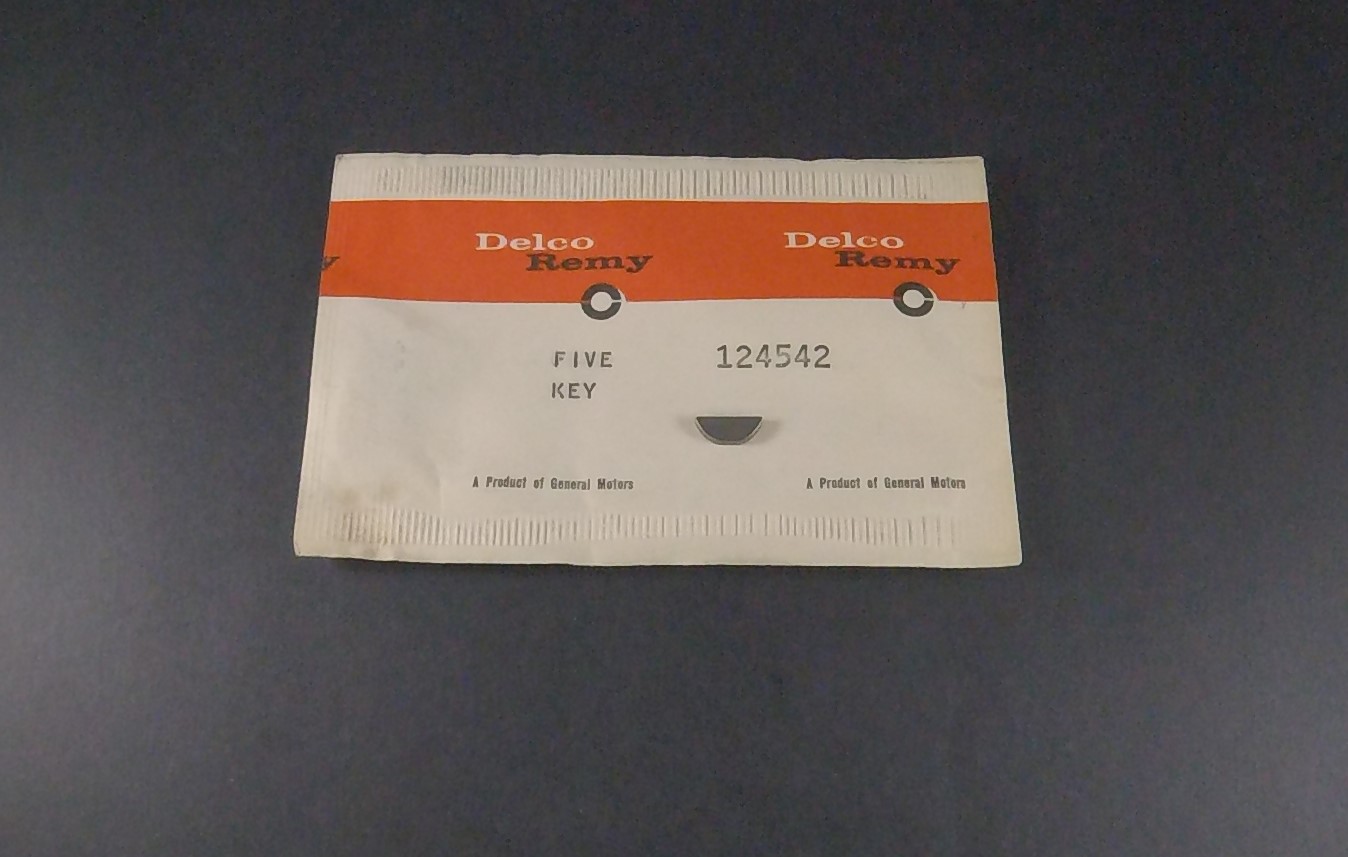 Delco Delco
Remy Remy
FIVE 124542
KEY
A Product of General Motors A Product of General Motors